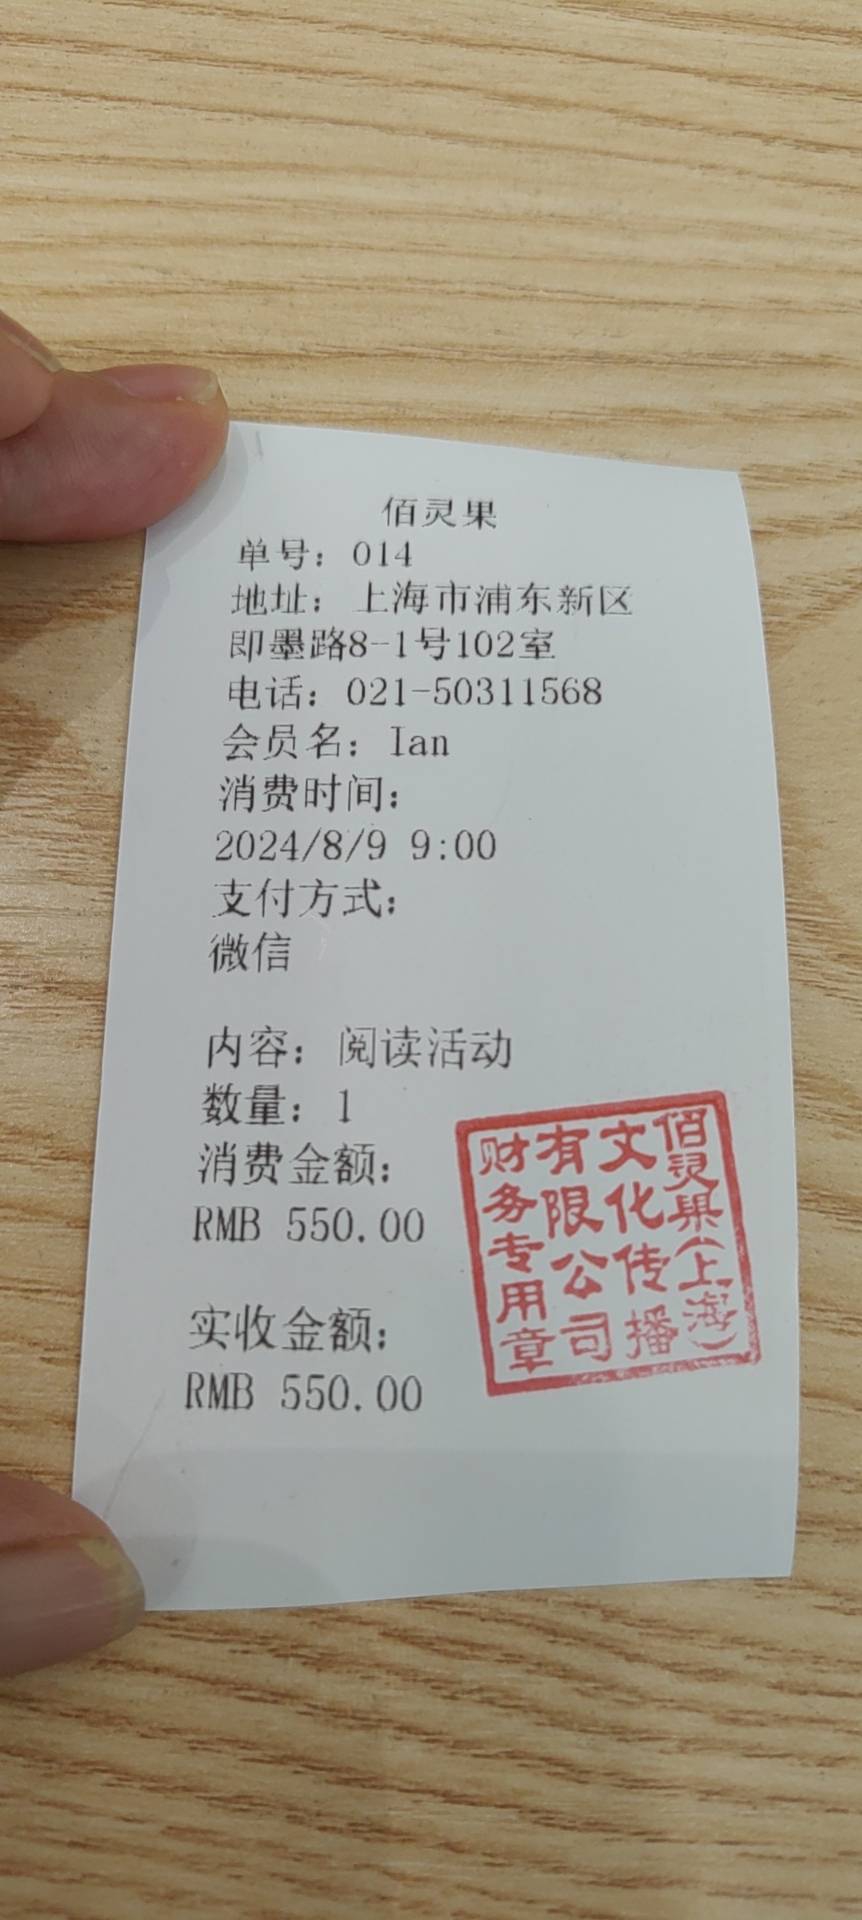 佰灵果
单号：014
地址：上海市浦东新区
即墨路8-1号102室
电话：021-50311568
会员名：Ian
消费时间：
2024/8/9 9:00
支付方式：
微信
内容：阅读活动
数量：1
消费金额：
RMB 550.00
实收金额：
RMB 550.00
佰灵果(上海)
文化传播
有限公司
财务专用章